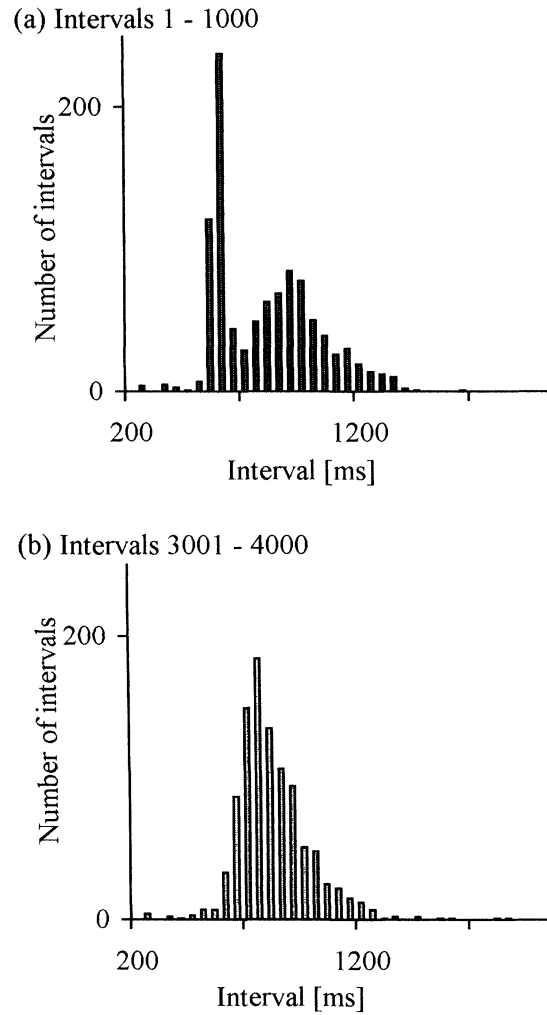 (a) Intervals 1 - 1000
200
Number of intervals
0
200
1200
Interval [ms]
(b) Intervals 3001 - 4000
200
Number of intervals
0
200
1200
Interval [ms]